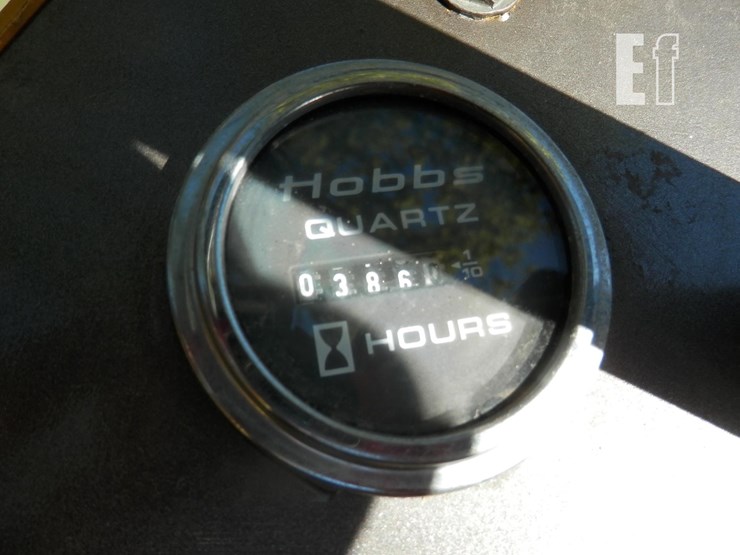 Ef
Hobbs
QUARTZ
0386 1/10
HOURS